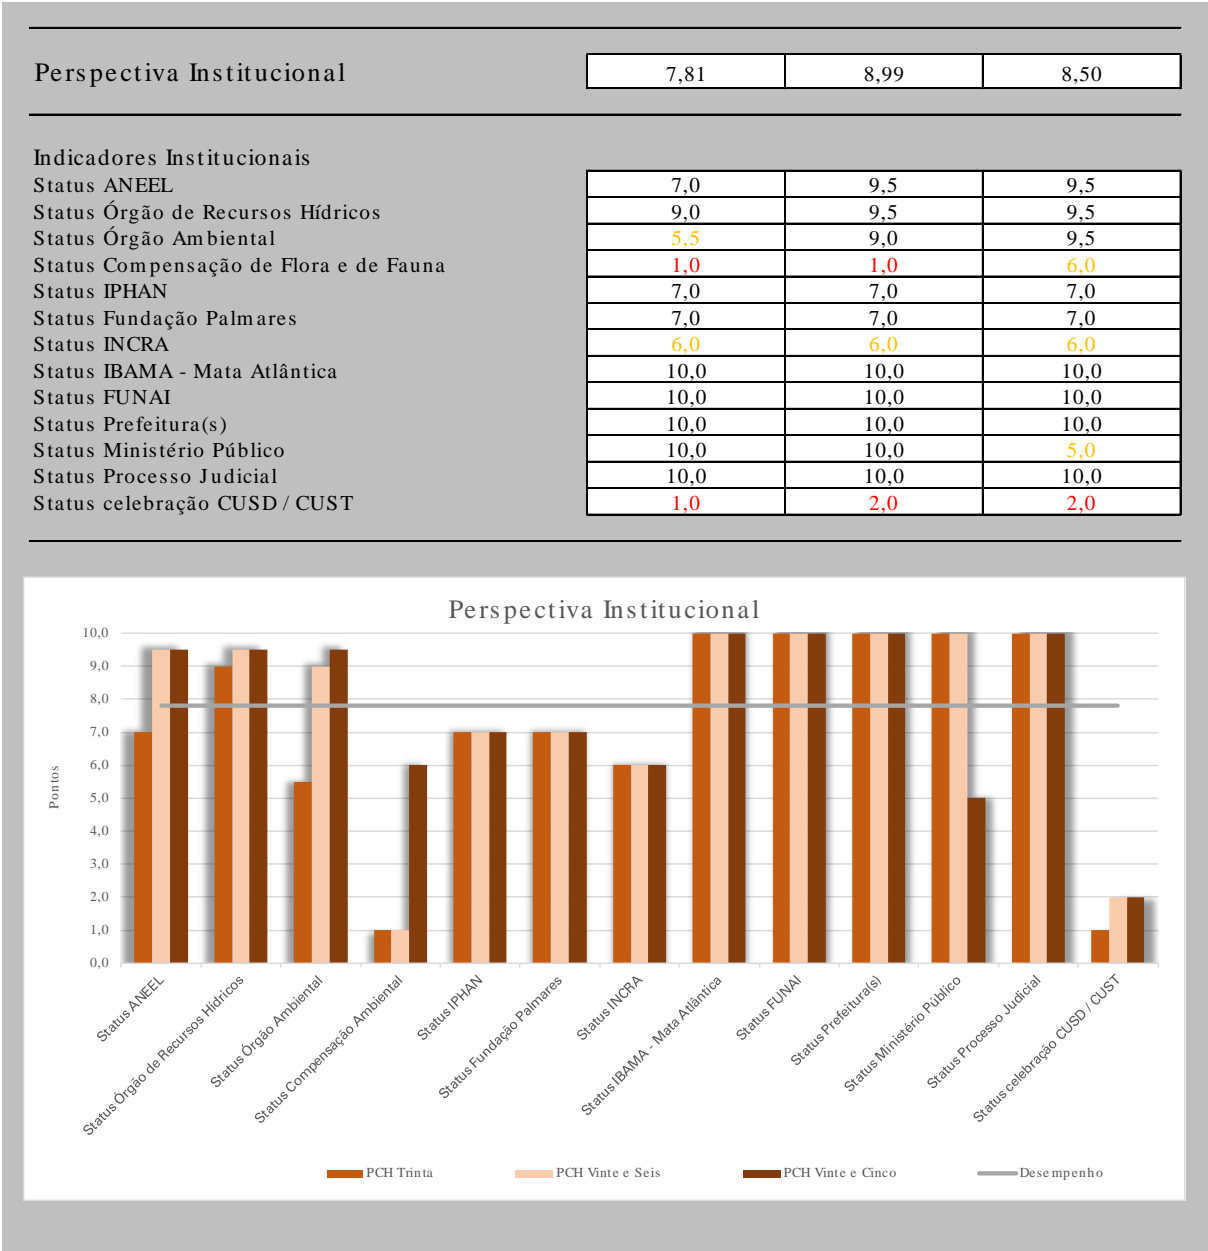 Perspectiva Institucional 7,81 8,99 8,50
Indicadores Institucionais
Status ANEEL 7,0 9,5 9,5
Status Órgão de Recursos Hídricos 9,0 9,5 9,5
Status Órgão Ambiental 5,5 9,0 9,5
Status Compensação de Flora e de Fauna 1,0 1,0 6,0
Status IPHAN 7,0 7,0 7,0
Status Fundação Palmares 7,0 7,0 7,0
Status INCRA 6,0 6,0 6,0
Status IBAMA - Mata Atlântica 10,0 10,0 10,0
Status FUNAI 10,0 10,0 10,0
Status Prefeitura(s) 10,0 10,0 10,0
Status Ministério Público 10,0 10,0 5,0
Status Processo Judicial 10,0 10,0 10,0
Status celebração CUSD / CUST 1,0 2,0 2,0
Perspectiva Institucional
10,0
9,0
8,0
7,0
6,0
5,0
4,0
3,0
2,0
1,0
0,0
Pontos
Status ANEEL
Status Órgão de Recursos Hídricos
Status Órgão Ambiental
Status Compensação Ambiental
Status IPHAN
Status Fundação Palmares
Status INCRA
Status IBAMA - Mata Atlântica
Status FUNAI
Status Prefeitura(s)
Status Ministério Público
Status Processo Judicial
Status celebração CUSD / CUST
PCH Trinta PCH Vinte e Seis PCH Vinte e Cinco Desempenho